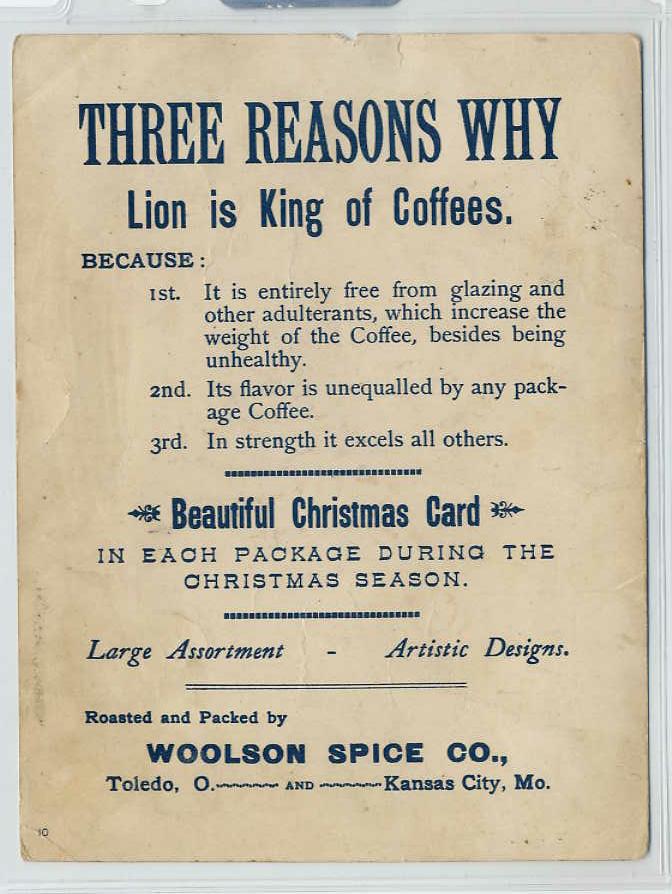 THREE REASONS WHY
Lion is King of Coffees.
BECAUSE:
1st. It is entirely free from glazing and
other adulterants, which increase the
weight of the Coffee, besides being
unhealthy.
2nd. Its flavor is unequalled by any pack-
age Coffee.
3rd. In strength it excels all others.
Beautiful Christmas Card
IN EACH PACKAGE DURING THE
CHRISTMAS SEASON.
Large Assortment - Artistic Designs.
Roasted and Packed by
WOOLSON SPICE CO.,
Toledo, O. AND Kansas City, Mo.
10